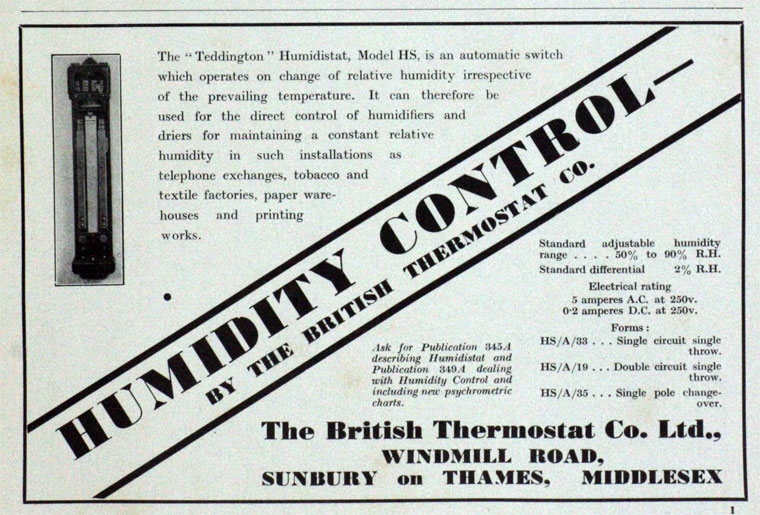 The "Teddington" Humidistat, Model HS, is an automatic switch
which operates on change of relative humidity irrespective
of the prevailing temperature. It can therefore be
used for the direct control of humidifiers and
driers for maintaining a constant relative
humidity in such installations as
telephone exchanges, tobacco and
textile factories, paper ware-
houses and printing
works.
HUMIDITY CONTROL—
BY THE BRITISH THERMOSTAT CO.
Standard adjustable humidity
range .... 50% to 90% R.H.
Standard differential 2% R.H.
Electrical rating
5 amperes A.C. at 250v.
0·2 amperes D.C. at 250v.
Forms:
HS/A/33 ... Single circuit single
throw.
HS/A/19 ... Double circuit single
throw.
HS/A/35 ... Single pole change-
over.
Ask for Publication 345A
describing Humidistat and
Publication 349A dealing
with Humidity Control and
including new psychrometric
charts.
The British Thermostat Co. Ltd.,
WINDMILL ROAD,
SUNBURY on THAMES, MIDDLESEX
1